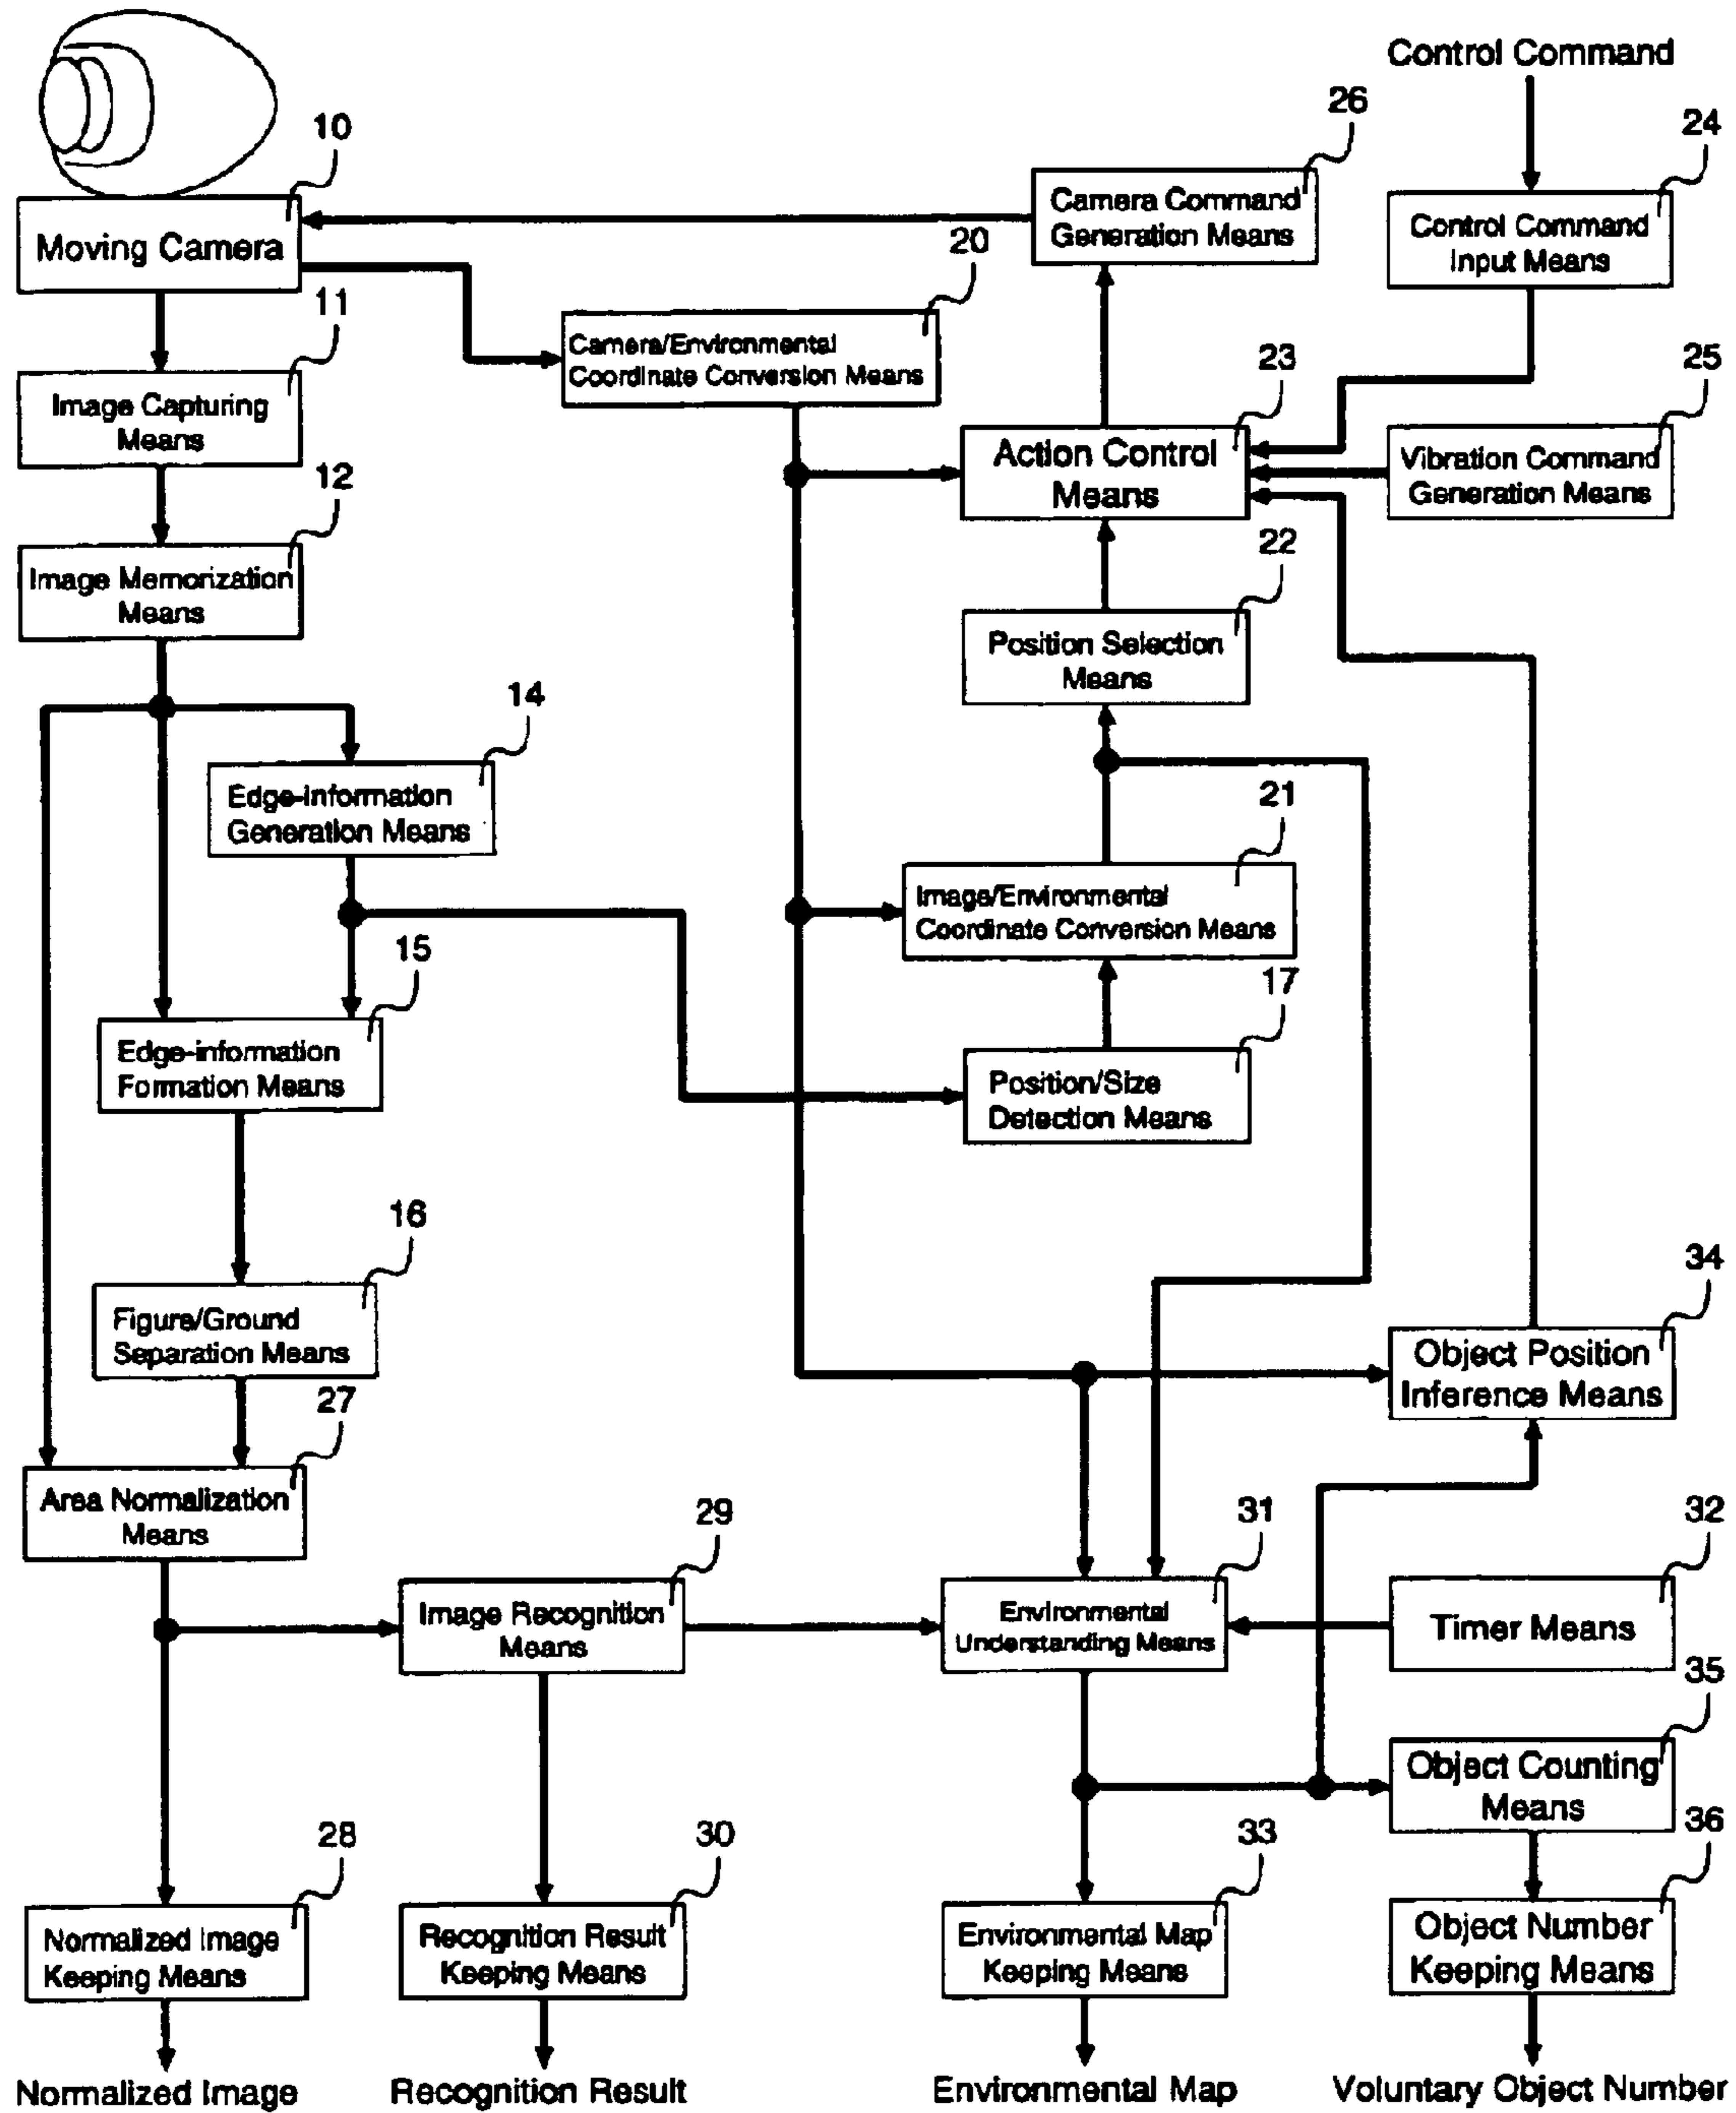 Control Command
10
26
24
Moving Camera
Camera Command
Generation Means
Control Command
Input Means
20
11
Camera/Environmental
Coordinate Conversion Means
23
25
Image Capturing
Means
Action Control
Means
Vibration Command
Generation Means
12
22
Image Memorization
Means
Position Selection
Means
14
21
Edge-information
Generation Means
Image/Environmental
Coordinate Conversion Means
15
17
Edge-information
Formation Means
Position/Size
Detection Means
16
34
Figure/Ground
Separation Means
Object Position
Inference Means
27
Area Normalization
Means
29
31
32
Image Recognition
Means
Environmental
Understanding Means
Timer Means
35
Object Counting
Means
28
30
33
36
Normalized Image
Keeping Means
Recognition Result
Keeping Means
Environmental Map
Keeping Means
Object Number
Keeping Means
Normalized Image
Recognition Result
Environmental Map
Voluntary Object Number